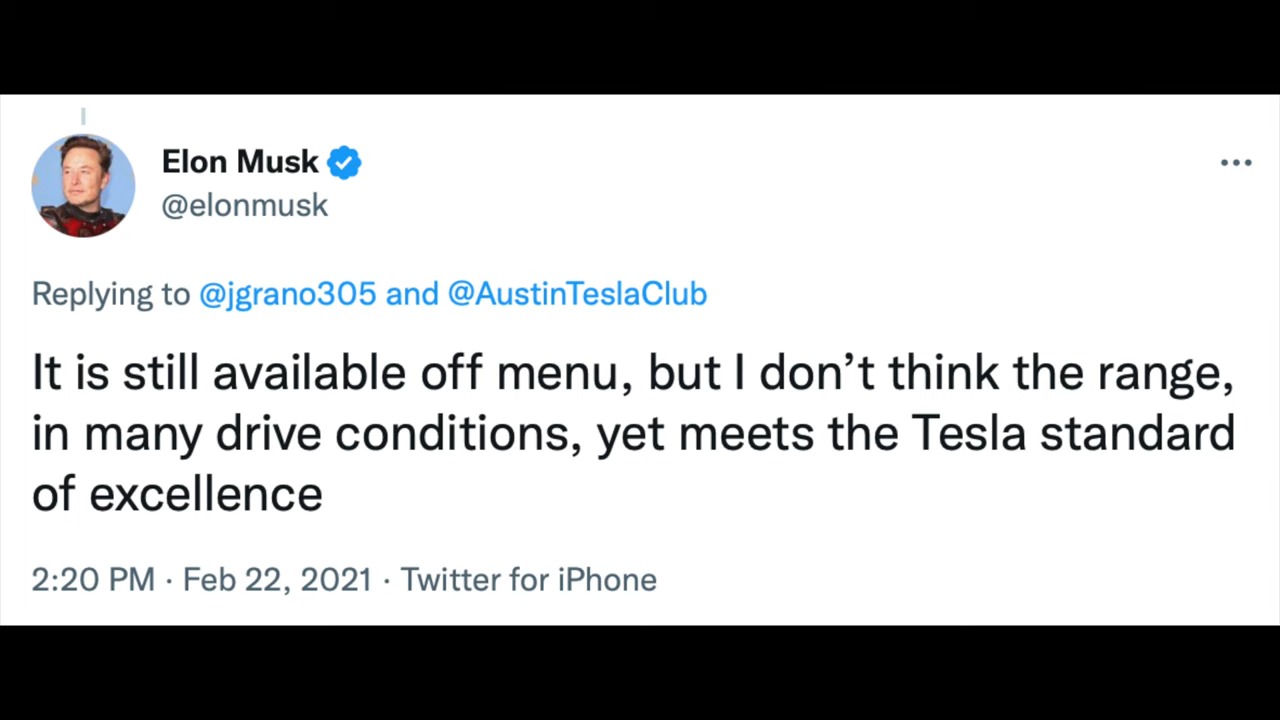 Elon Musk
@elonmusk
Replying to @jgrano305 and @AustinTeslaClub
It is still available off menu, but I don’t think the range,
in many drive conditions, yet meets the Tesla standard
of excellence
2:20 PM · Feb 22, 2021 · Twitter for iPhone